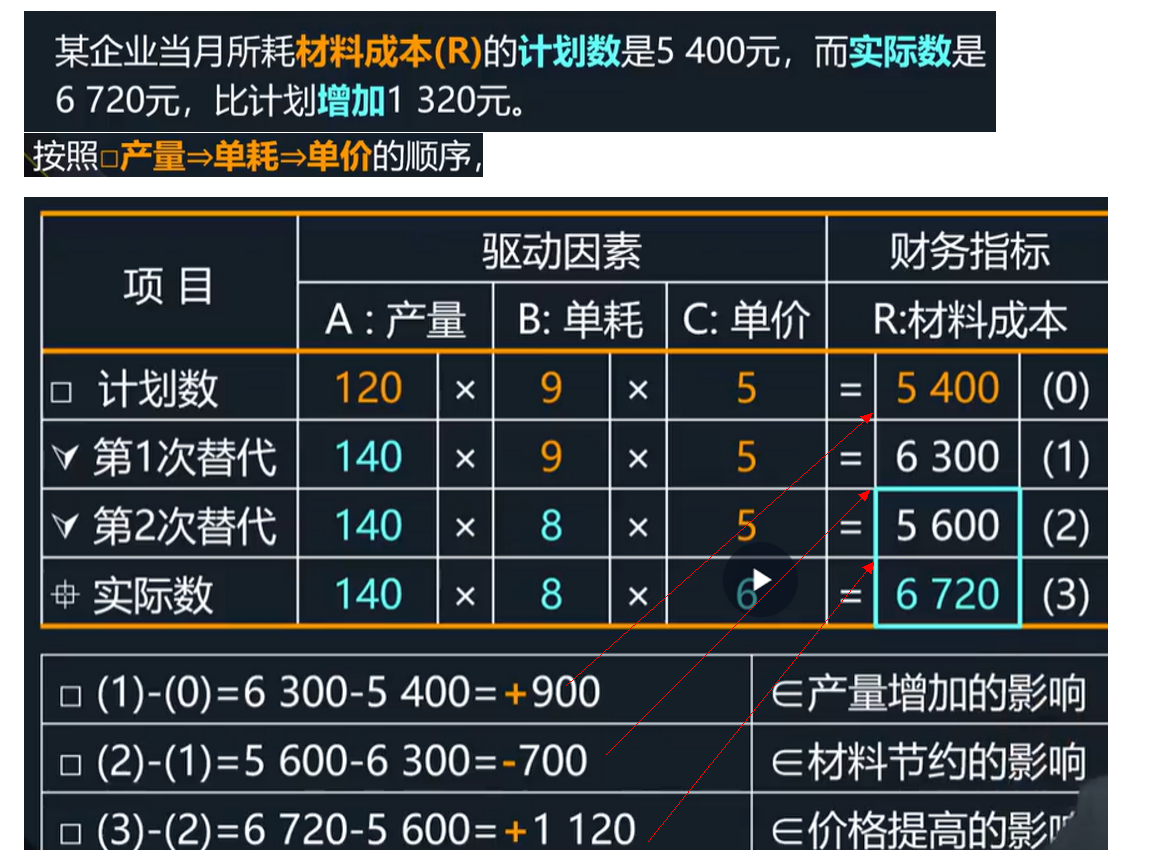 某企业当月所耗材料成本(R)的计划数是5 400元，而实际数是
6 720元，比计划增加1 320元。
按照□产量⇒单耗⇒单价的顺序,
项 目 驱动因素 财务指标
A : 产量 B: 单耗 C: 单价 R:材料成本
□ 计划数 120 × 9 × 5 = 5 400 (0)
第1次替代 140 × 9 × 5 = 6 300 (1)
第2次替代 140 × 8 × 5 = 5 600 (2)
实际数 140 × 8 × 6 = 6 720 (3)
□ (1)-(0)=6 300-5 400=+900 ∈产量增加的影响
□ (2)-(1)=5 600-6 300=-700 ∈材料节约的影响
□ (3)-(2)=6 720-5 600=+1 120 ∈价格提高的影响